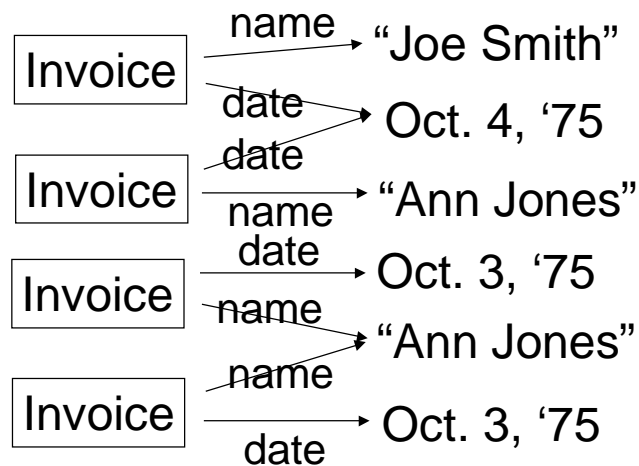 name
“Joe Smith”
Invoice
date
Oct. 4, ‘75
date
Invoice
“Ann Jones”
name
date
Oct. 3, ‘75
Invoice
name
“Ann Jones”
name
Invoice
Oct. 3, ‘75
date